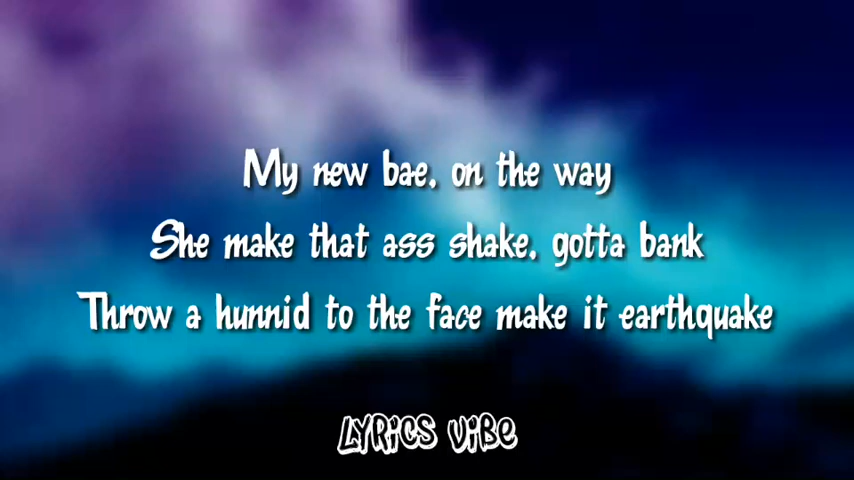 My new bae, on the way
She make that ass shake, gotta bank
Throw a hunnid to the face make it earthquake
LYRICS ViBE